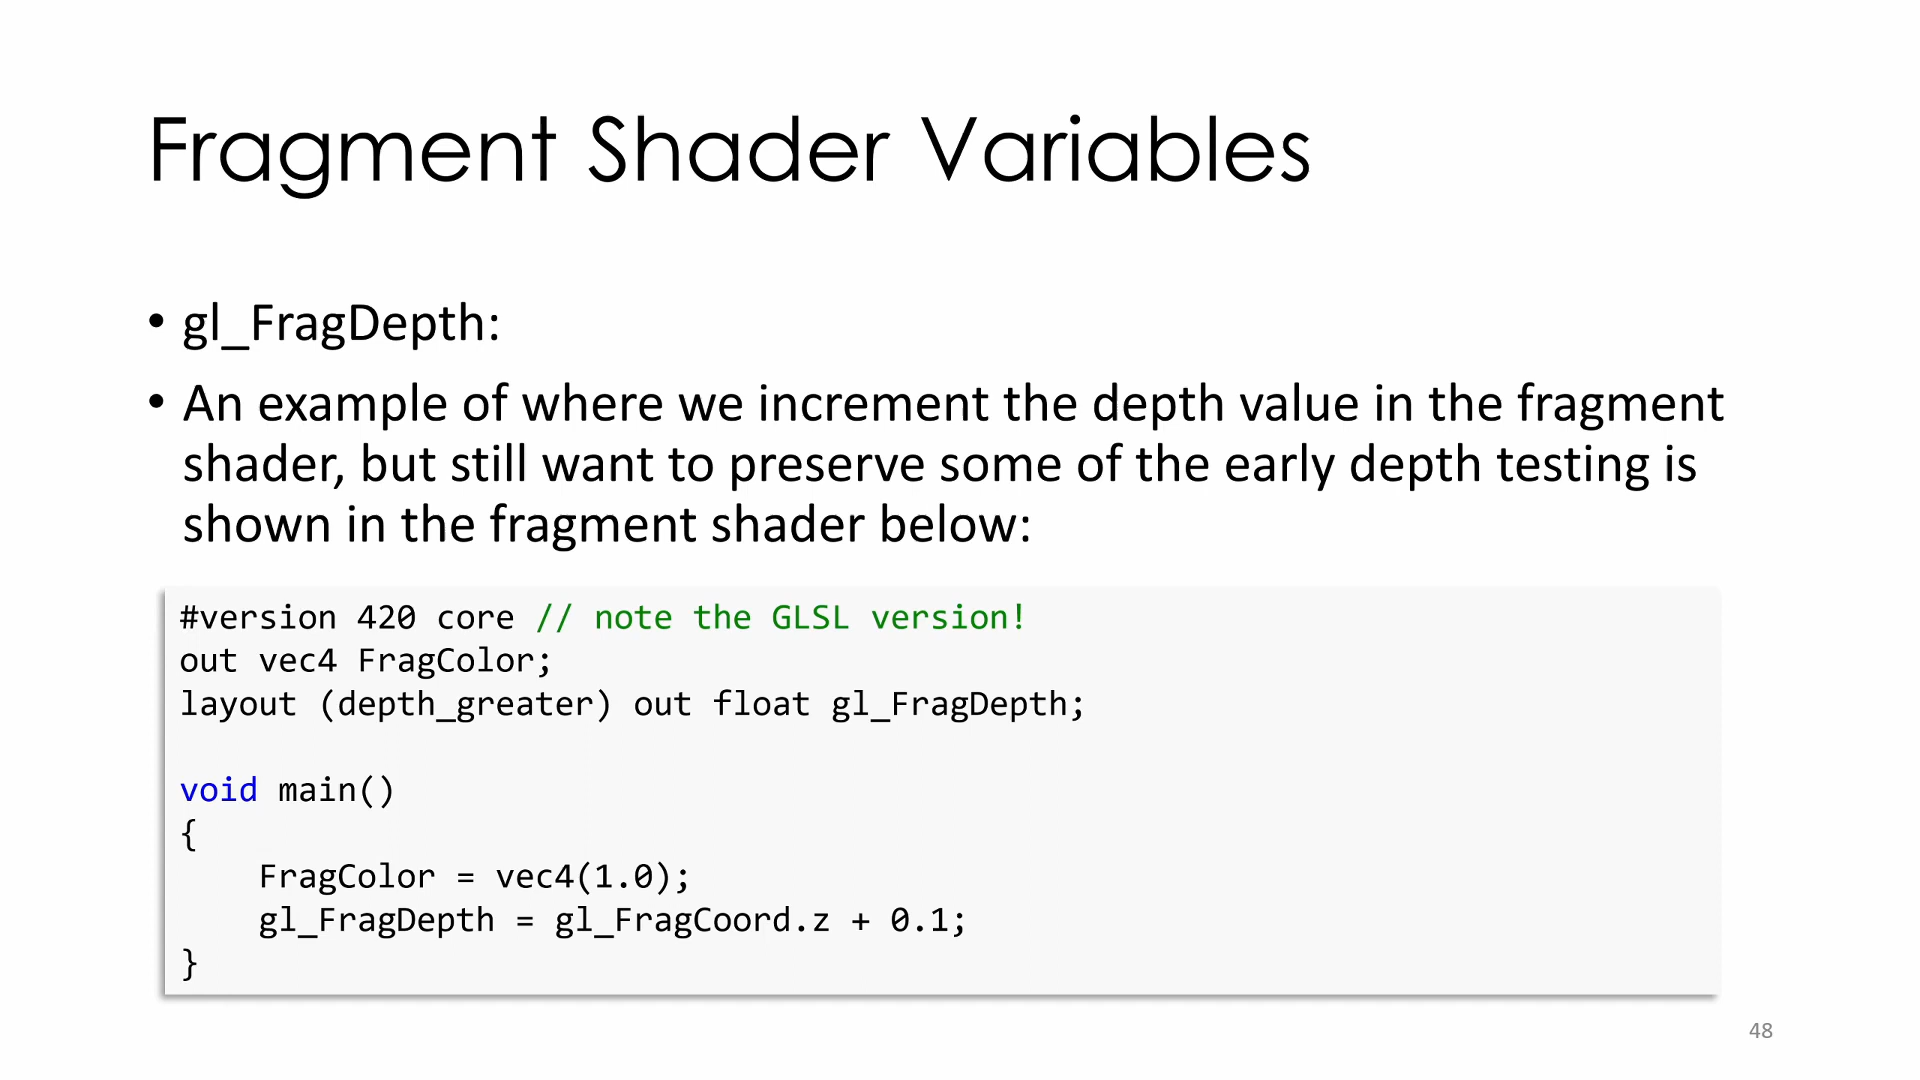 Fragment Shader Variables
• gl_FragDepth:
• An example of where we increment the depth value in the fragment
shader, but still want to preserve some of the early depth testing is
shown in the fragment shader below:
#version 420 core // note the GLSL version!
out vec4 FragColor;
layout (depth_greater) out float gl_FragDepth;
void main()
{
    FragColor = vec4(1.0);
    gl_FragDepth = gl_FragCoord.z + 0.1;
}
48